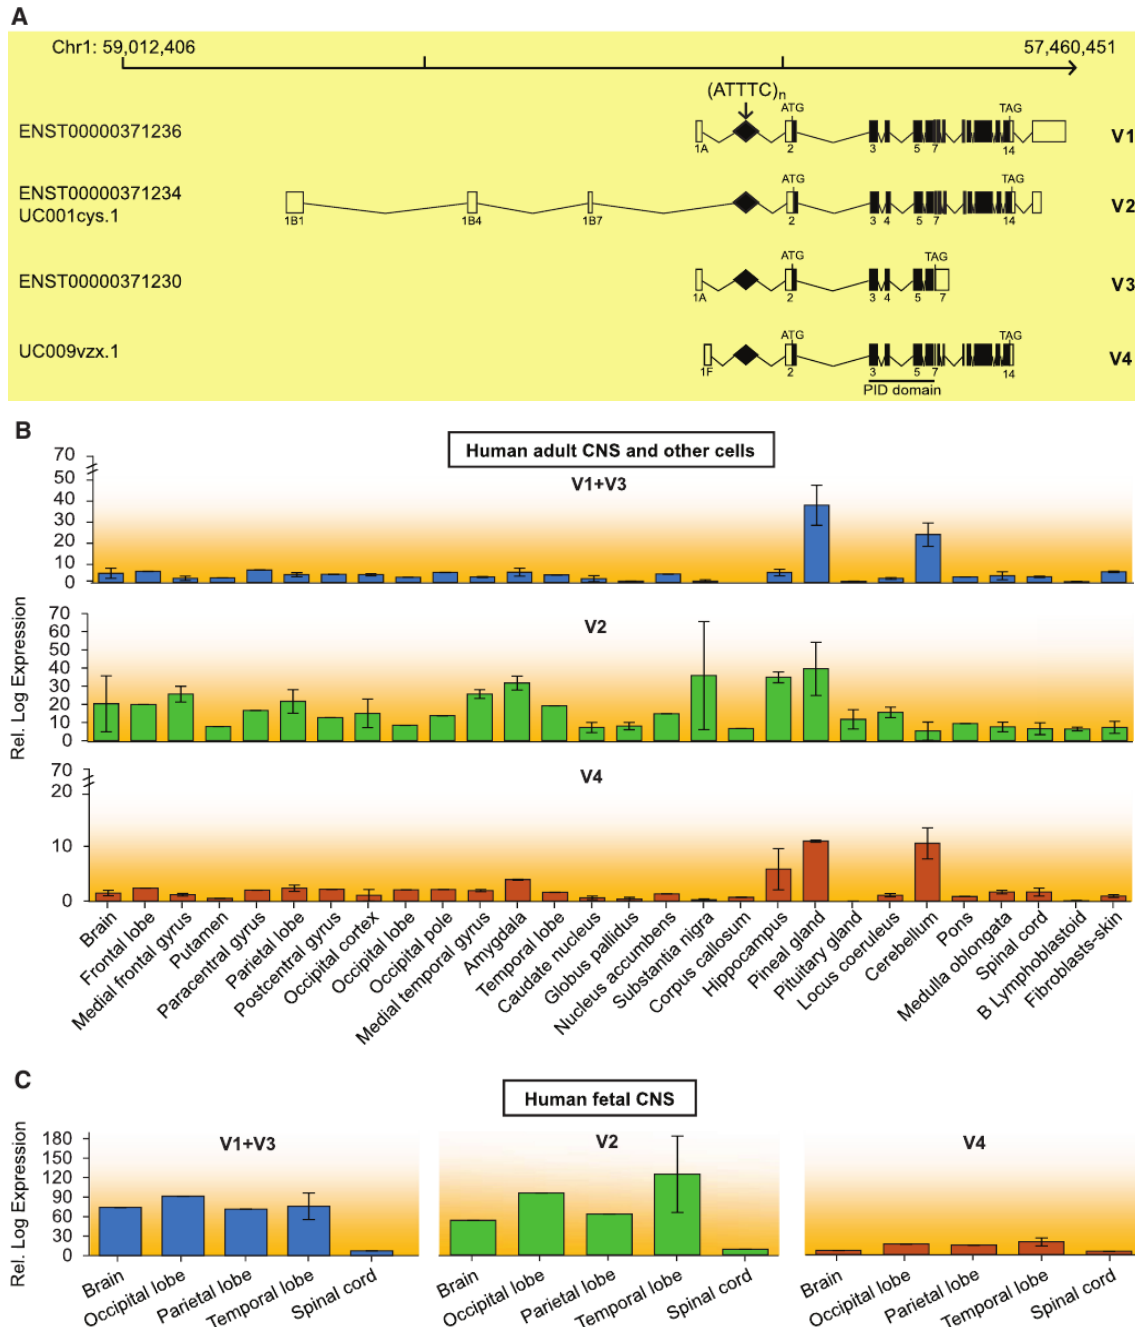 A
Chr1: 59,012,406
57,460,451
(ATTTC)n
ENST00000371236
ATG
TAG
1A
2
3
5
7
14
V1
ENST00000371234
UC001cys.1
ATG
TAG
1B1
1B4
1B7
2
3
4
5
7
14
V2
ENST00000371230
ATG
TAG
1A
2
3
4
5
7
V3
UC009vzx.1
ATG
TAG
1F
2
3
5
7
14
V4
PID domain
B
Human adult CNS and other cells
V1+V3
70
50
40
30
20
10
0
Rel. Log Expression
V2
70
60
50
40
30
20
10
0
V4
70
20
10
0
Brain
Frontal lobe
Medial frontal gyrus
Putamen
Paracentral gyrus
Parietal lobe
Postcentral gyrus
Occipital cortex
Occipital lobe
Occipital pole
Medial temporal gyrus
Amygdala
Temporal lobe
Caudate nucleus
Globus pallidus
Nucleus accumbens
Substantia nigra
Corpus callosum
Hippocampus
Pineal gland
Pituitary gland
Locus coeruleus
Cerebellum
Pons
Medulla oblongata
Spinal cord
B Lymphoblastoid
Fibroblasts-skin
C
Human fetal CNS
Rel. Log Expression
180
150
120
90
60
30
0
V1+V3
Brain
Occipital lobe
Parietal lobe
Temporal lobe
Spinal cord
V2
Brain
Occipital lobe
Parietal lobe
Temporal lobe
Spinal cord
V4
Brain
Occipital lobe
Parietal lobe
Temporal lobe
Spinal cord